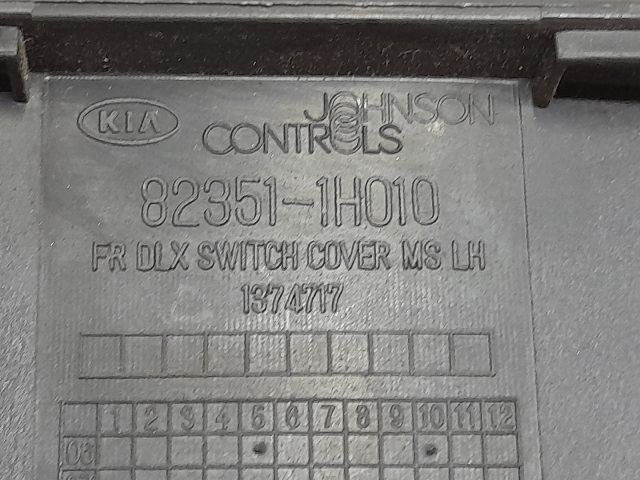 KIA
JOHNSON
CONTROLS
82351-1H010
FR DLX SWITCH COVER MS LH
1374717
1 2 3 4 5 6 7 8 9 10 11 12
06